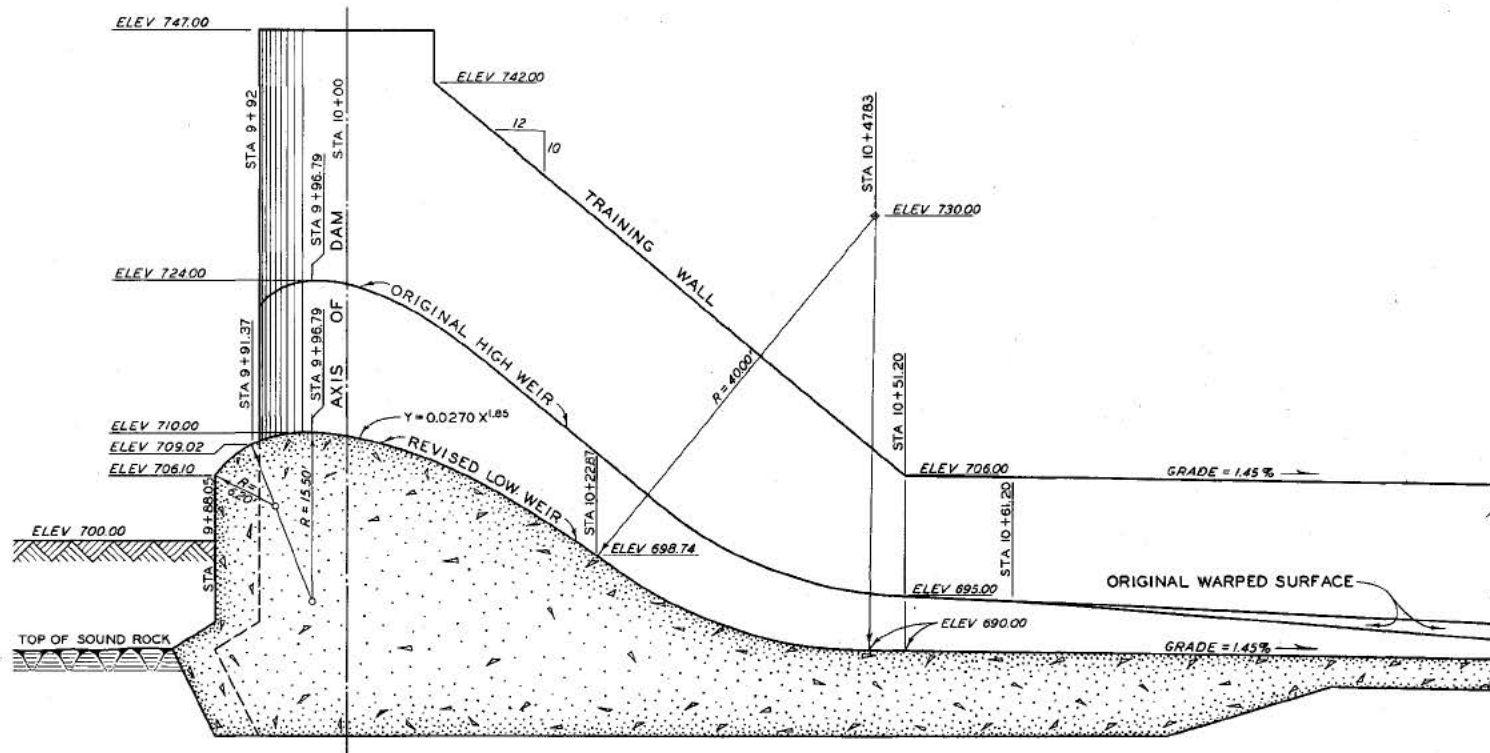 ELEV 747.00
ELEV 742.00
STA 9+92
STA 10+00
STA 9+96.79
AXIS OF DAM
12
10
TRAINING WALL
STA 10+47.83
ELEV 730.00
R=40.00'
ELEV 724.00
ORIGINAL HIGH WEIR
STA 9+91.37
STA 9+96.79
STA 10+51.20
Y=0.0270 X1.85
ELEV 710.00
ELEV 709.02
ELEV 706.10
REVISED LOW WEIR
R=
6.20'
R=15.50'
STA 10+22.87
ELEV 706.00
GRADE = 1.45%
STA 9+88.05
STA 10+61.20
ELEV 700.00
ELEV 698.74
ELEV 695.00
ORIGINAL WARPED SURFACE
ELEV 690.00
TOP OF SOUND ROCK
GRADE = 1.45%